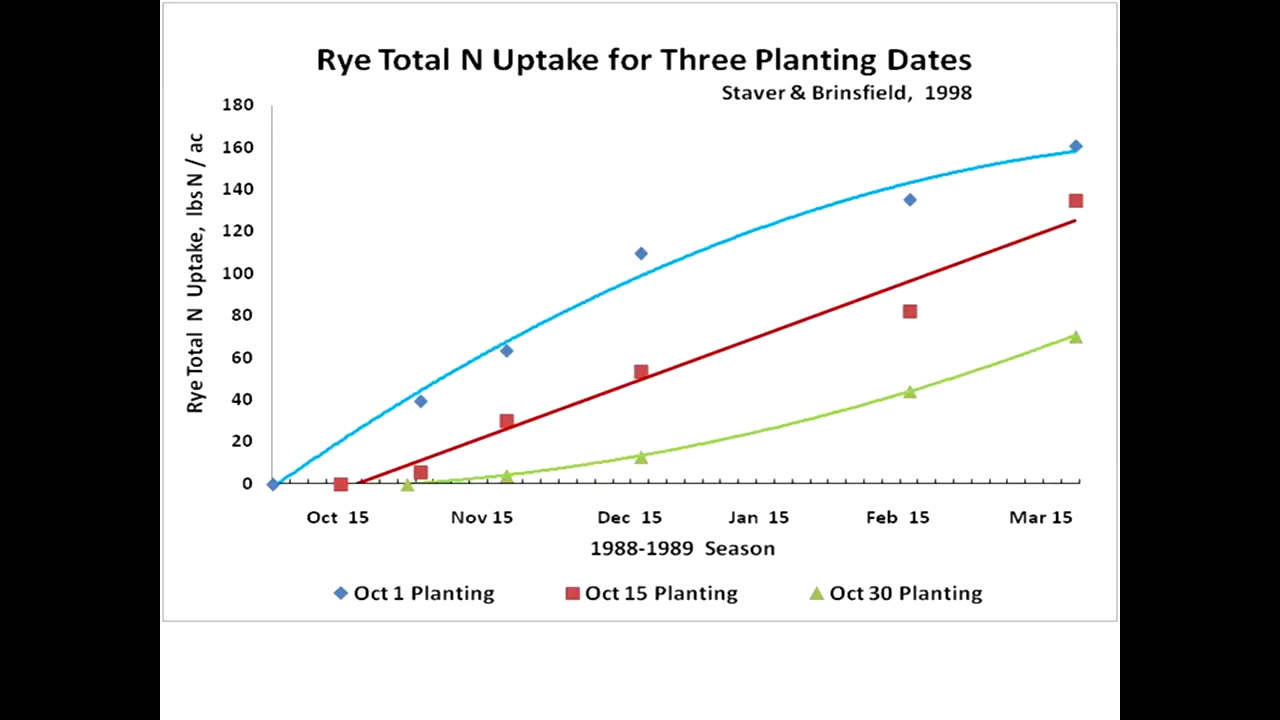 Rye Total N Uptake for Three Planting Dates
Staver & Brinsfield, 1998
Rye Total N Uptake, lbs N / ac
180
160
140
120
100
80
60
40
20
0
Oct 15 Nov 15 Dec 15 Jan 15 Feb 15 Mar 15
1988-1989 Season
Oct 1 Planting Oct 15 Planting Oct 30 Planting